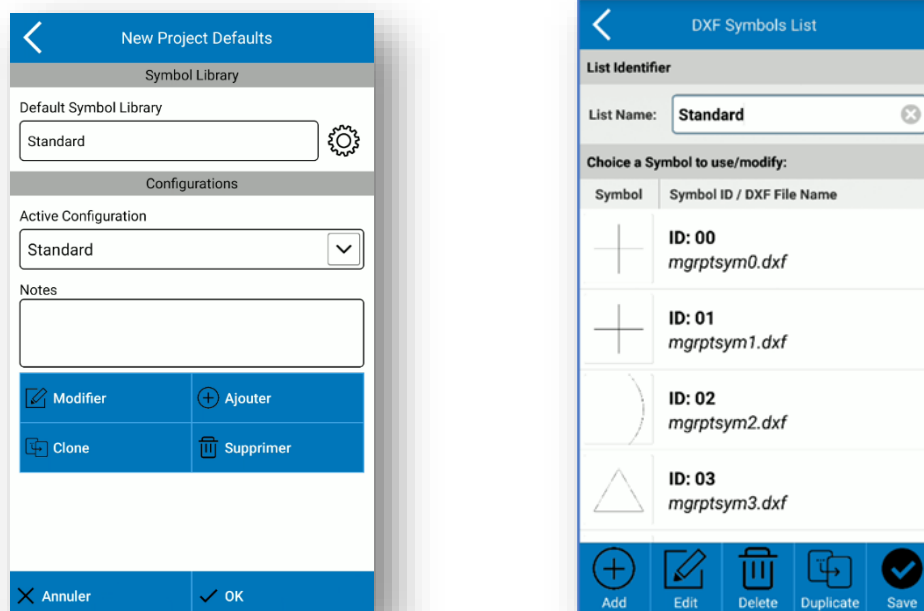 New Project Defaults
Symbol Library
Default Symbol Library
Standard
Configurations
Active Configuration
Standard
Notes
Modifier
Ajouter
Clone
Supprimer
Annuler
OK
DXF Symbols List
List Identifier
List Name: Standard
Choice a Symbol to use/modify:
Symbol Symbol ID / DXF File Name
ID: 00
mgrptsym0.dxf
ID: 01
mgrptsym1.dxf
ID: 02
mgrptsym2.dxf
ID: 03
mgrptsym3.dxf
Add Edit Delete Duplicate Save